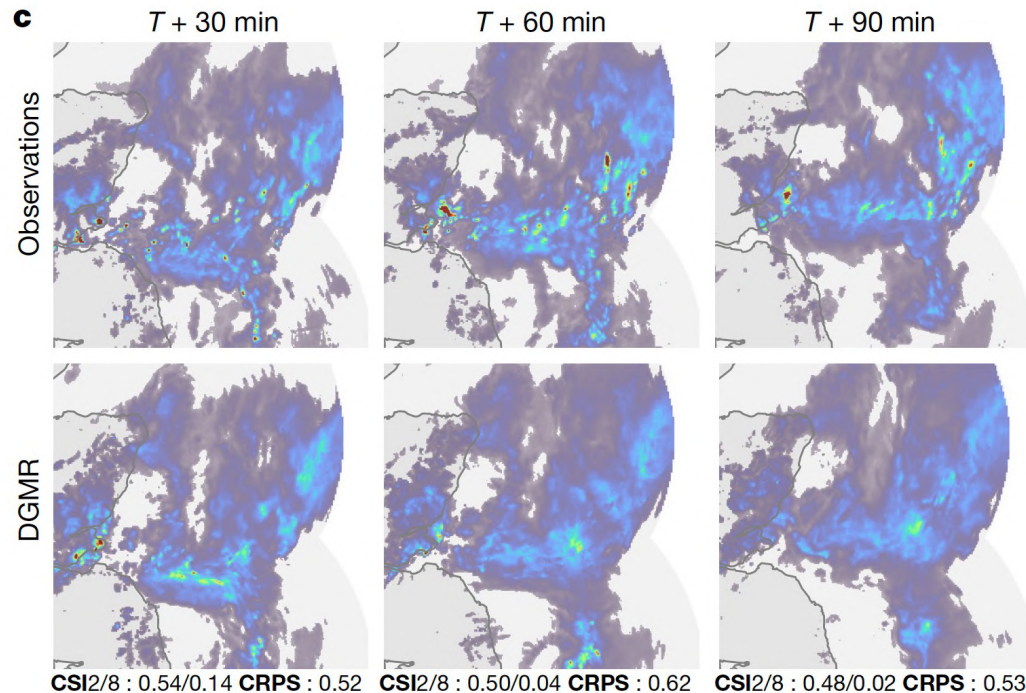 c
T + 30 min
T + 60 min
T + 90 min
Observations
DGMR
CSI2/8 : 0.54/0.14 CRPS : 0.52
CSI2/8 : 0.50/0.04 CRPS : 0.62
CSI2/8 : 0.48/0.02 CRPS : 0.53